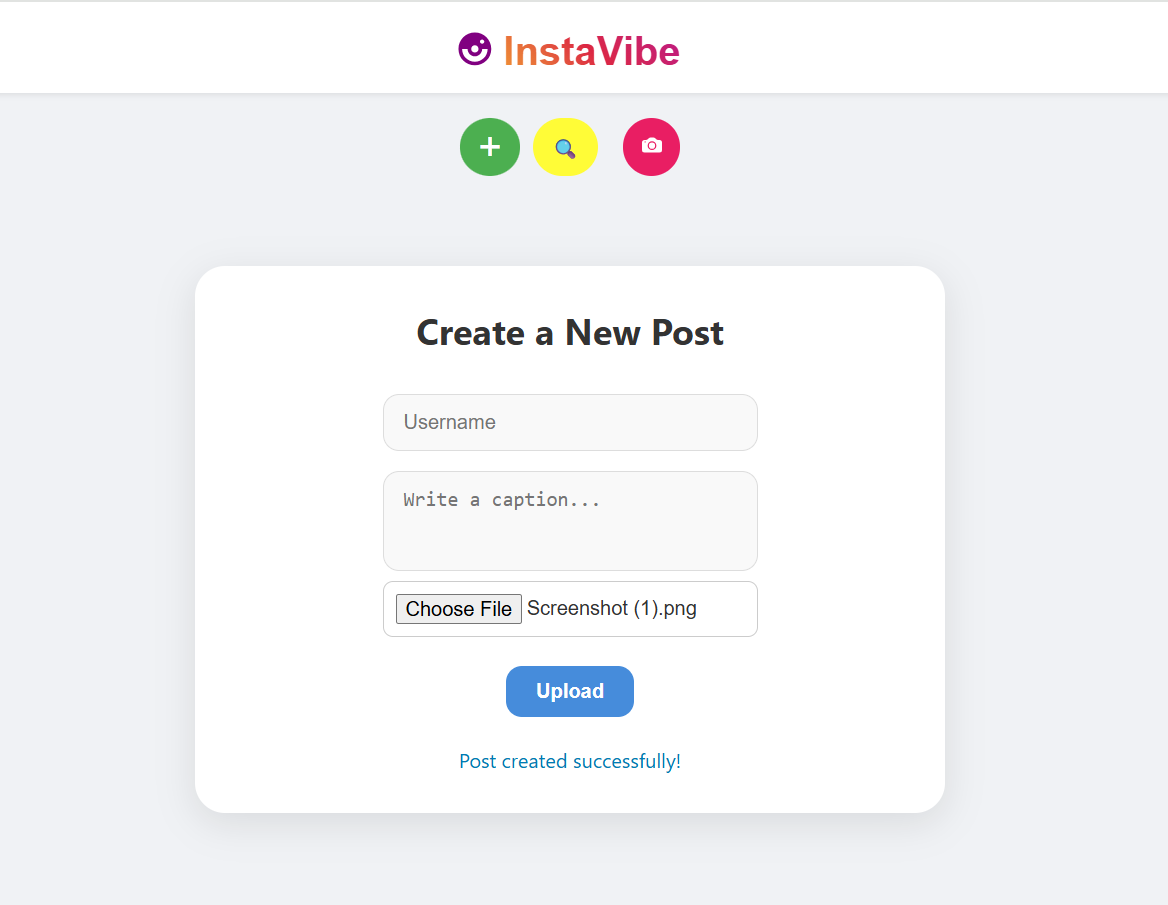 InstaVibe
Create a New Post
Username
Write a caption...
Choose File Screenshot (1).png
Upload
Post created successfully!